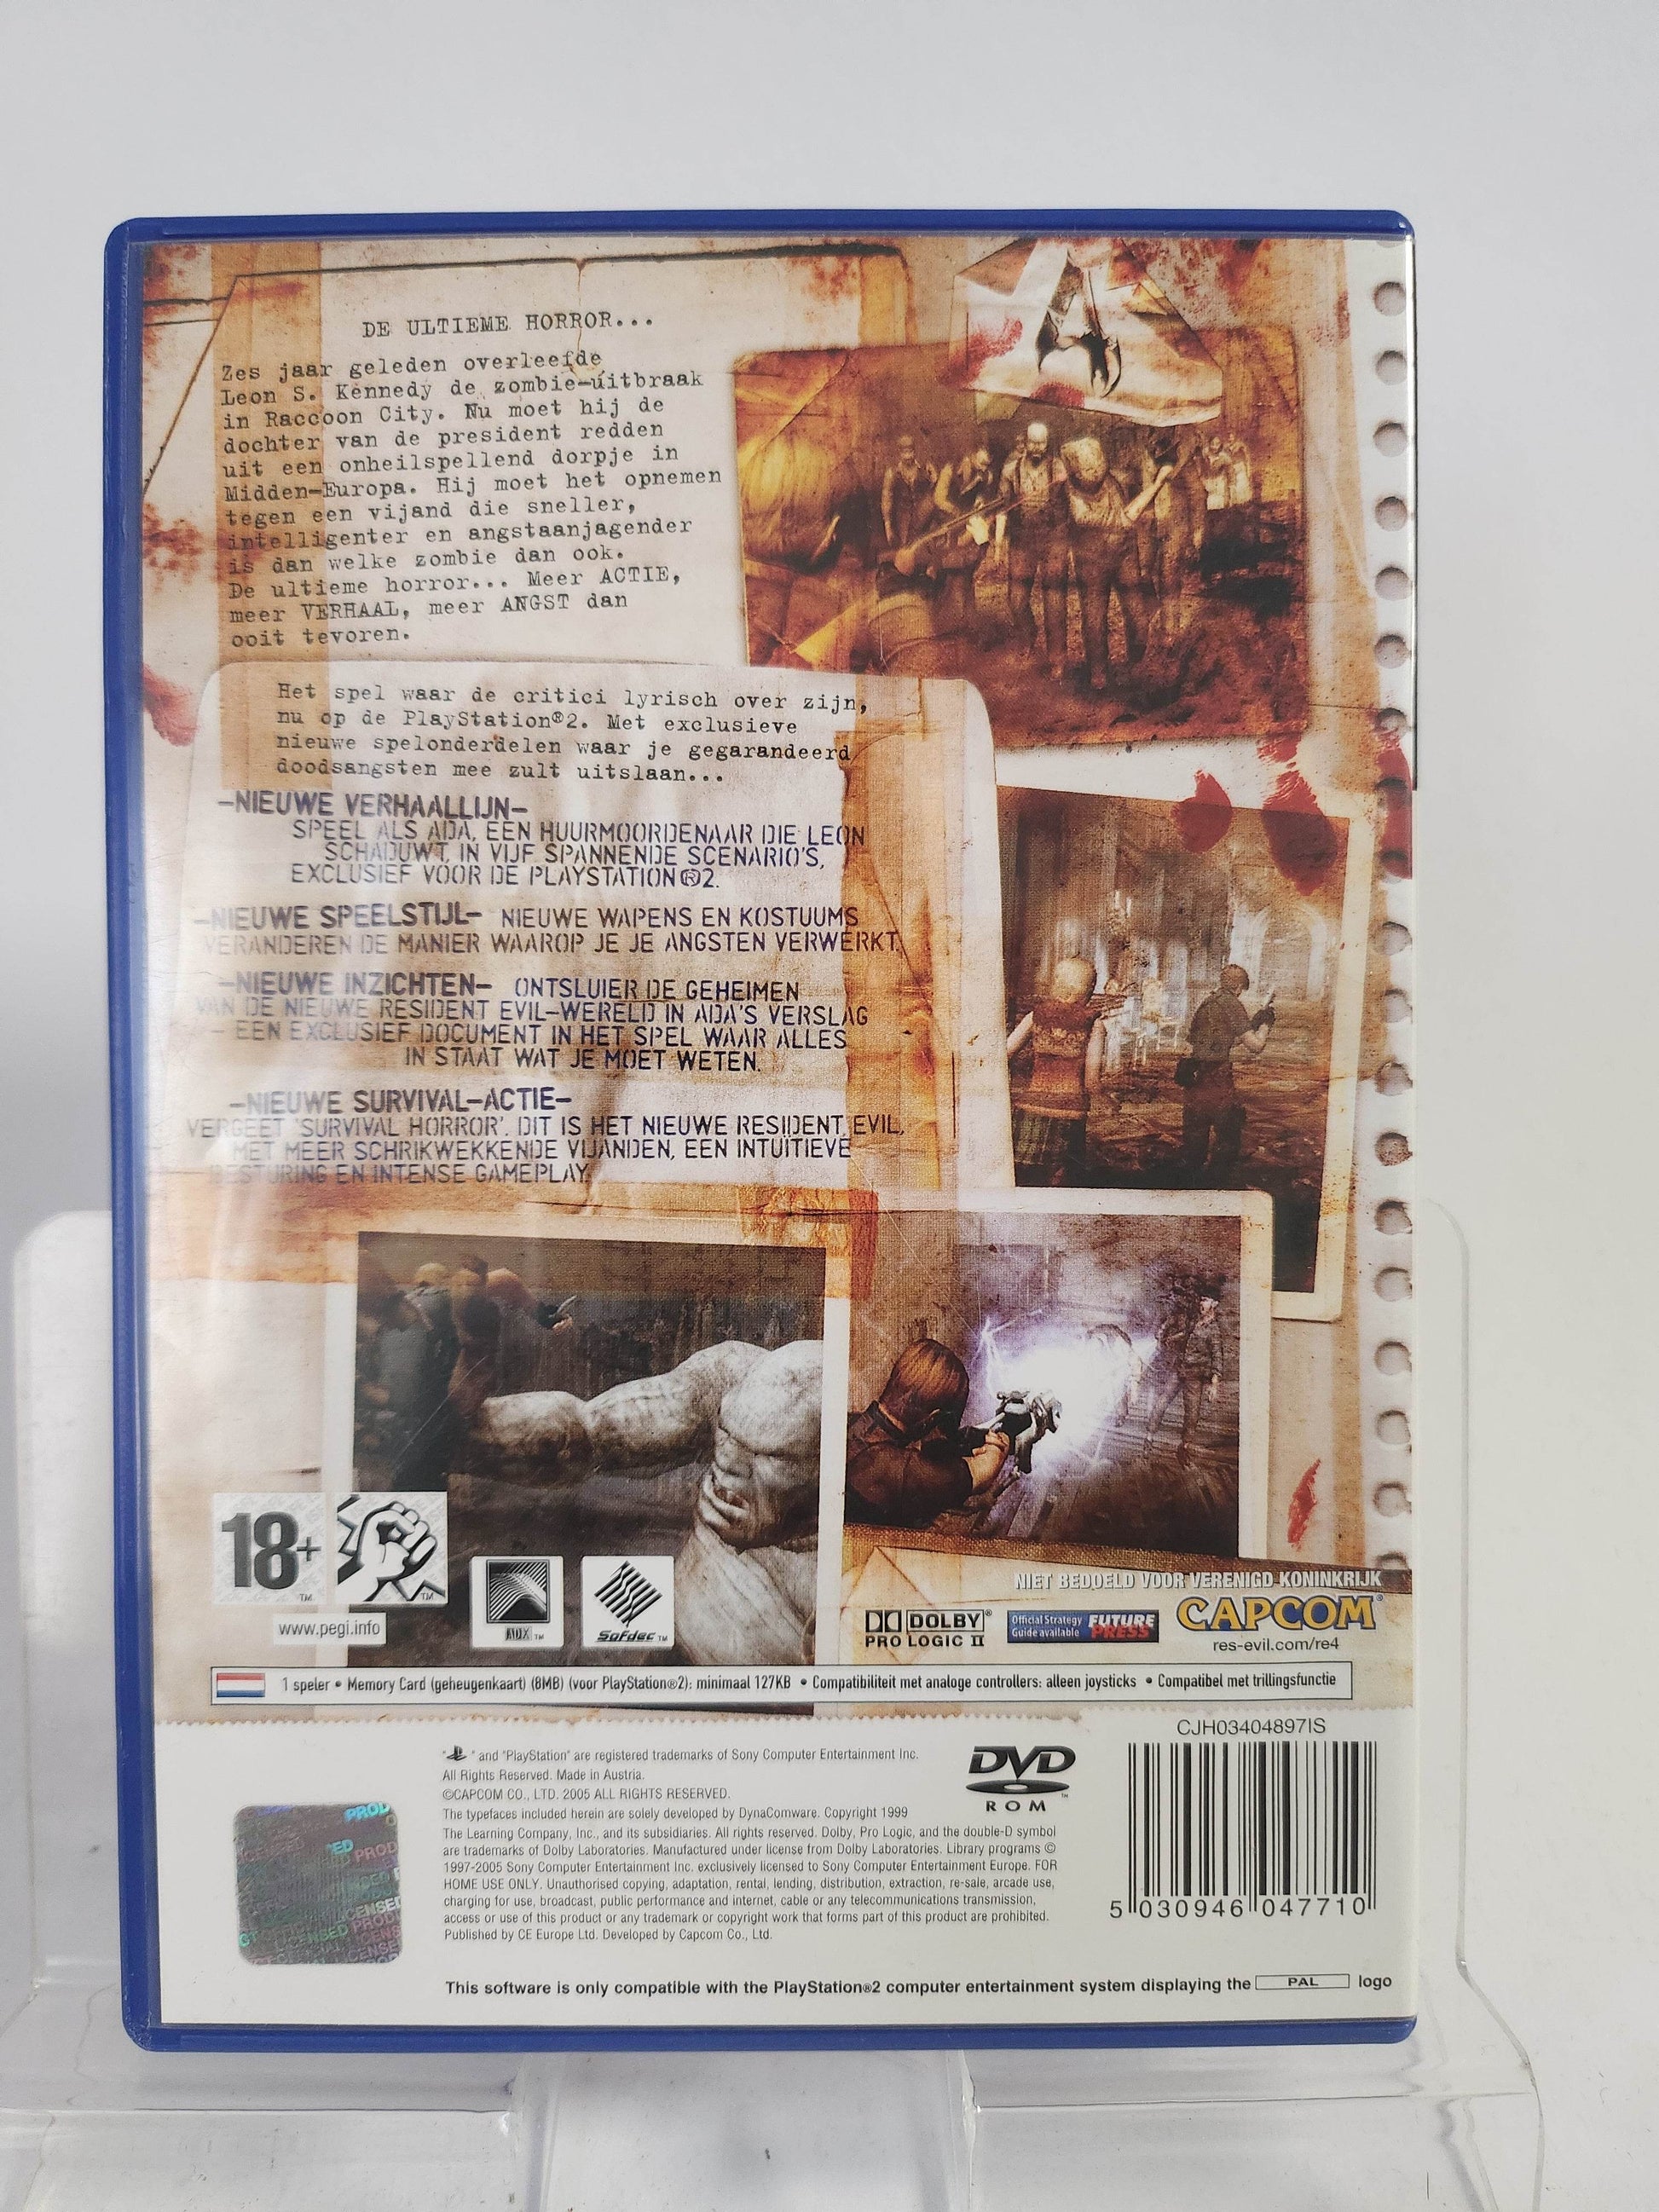 DE ULTIEME HORROR...
Zes jaar geleden overleefde
Leon S. Kennedy de zombie-uitbraak
in Raccoon City. Nu moet hij de
dochter van de president redden
uit een onheilspellend dorpje in
Midden-Europa. Hij moet het opnemen
tegen een vijand die sneller,
intelligenter en angstaanjagender
is dan welke zombie dan ook.
De ultieme horror... Meer ACTIE,
meer VERHAAL, meer ANGST dan
ooit tevoren.
Het spel waar de critici lyrisch over zijn,
nu op de PlayStation®2. Met exclusieve
nieuwe spelonderdelen waar je gegarandeerd
doodsangsten mee zult uitslaan...
-NIEUWE VERHAALLIJN-
SPEEL ALS ADA, EEN HUURMOORDENAAR DIE LEON
SCHADUWT, IN VIJF SPANNENDE SCENARIO'S,
EXCLUSIEF VOOR DE PLAYSTATION®2.
-NIEUWE SPEELSTIJL- NIEUWE WAPENS EN KOSTUUMS
VERANDEREN DE MANIER WAAROP JE JE ANGSTEN VERWERKT.
-NIEUWE INZICHTEN- ONTSLUIER DE GEHEIMEN
VAN DE NIEUWE RESIDENT EVIL-WERELD IN ADA'S VERSLAG
- EEN EXCLUSIEF DOCUMENT IN HET SPEL WAAR ALLES
IN STAAT WAT JE MOET WETEN.
-NIEUWE SURVIVAL-ACTIE-
VERGEET 'SURVIVAL HORROR'. DIT IS HET NIEUWE RESIDENT EVIL,
MET MEER SCHRIKWEKKENDE VIJANDEN, EEN INTUÏTIEVE
BESTURING EN INTENSE GAMEPLAY.
18+™
™
www.pegi.info
ADX™
Sofdec™
NIET BEDOELD VOOR VERENIGD KONINKRIJK
DOLBY®
PRO LOGIC II
Official Strategy
Guide available
FUTURE
PRESS
CAPCOM®
res-evil.com/re4
1 speler • Memory Card (geheugenkaart) (8MB) (voor PlayStation®2): minimaal 127KB • Compatibiliteit met analoge controllers: alleen joysticks • Compatibel met trillingsfunctie
" " and "PlayStation" are registered trademarks of Sony Computer Entertainment Inc.
All Rights Reserved. Made in Austria.
©CAPCOM CO., LTD. 2005 ALL RIGHTS RESERVED.
The typefaces included herein are solely developed by DynaComware. Copyright 1999
The Learning Company, Inc., and its subsidiaries. All rights reserved. Dolby, Pro Logic, and the double-D symbol
are trademarks of Dolby Laboratories. Manufactured under license from Dolby Laboratories. Library programs ©
1997-2005 Sony Computer Entertainment Inc. exclusively licensed to Sony Computer Entertainment Europe. FOR
HOME USE ONLY. Unauthorised copying, adaptation, rental, lending, distribution, extraction, re-sale, arcade use,
charging for use, broadcast, public performance and internet, cable or any telecommunications transmission,
access or use of this product or any trademark or copyright work that forms part of this product are prohibited.
Published by CE Europe Ltd. Developed by Capcom Co., Ltd.
DVD
ROM
™
CJH03404897IS
5 030946 047710
This software is only compatible with the PlayStation®2 computer entertainment system displaying the PAL logo